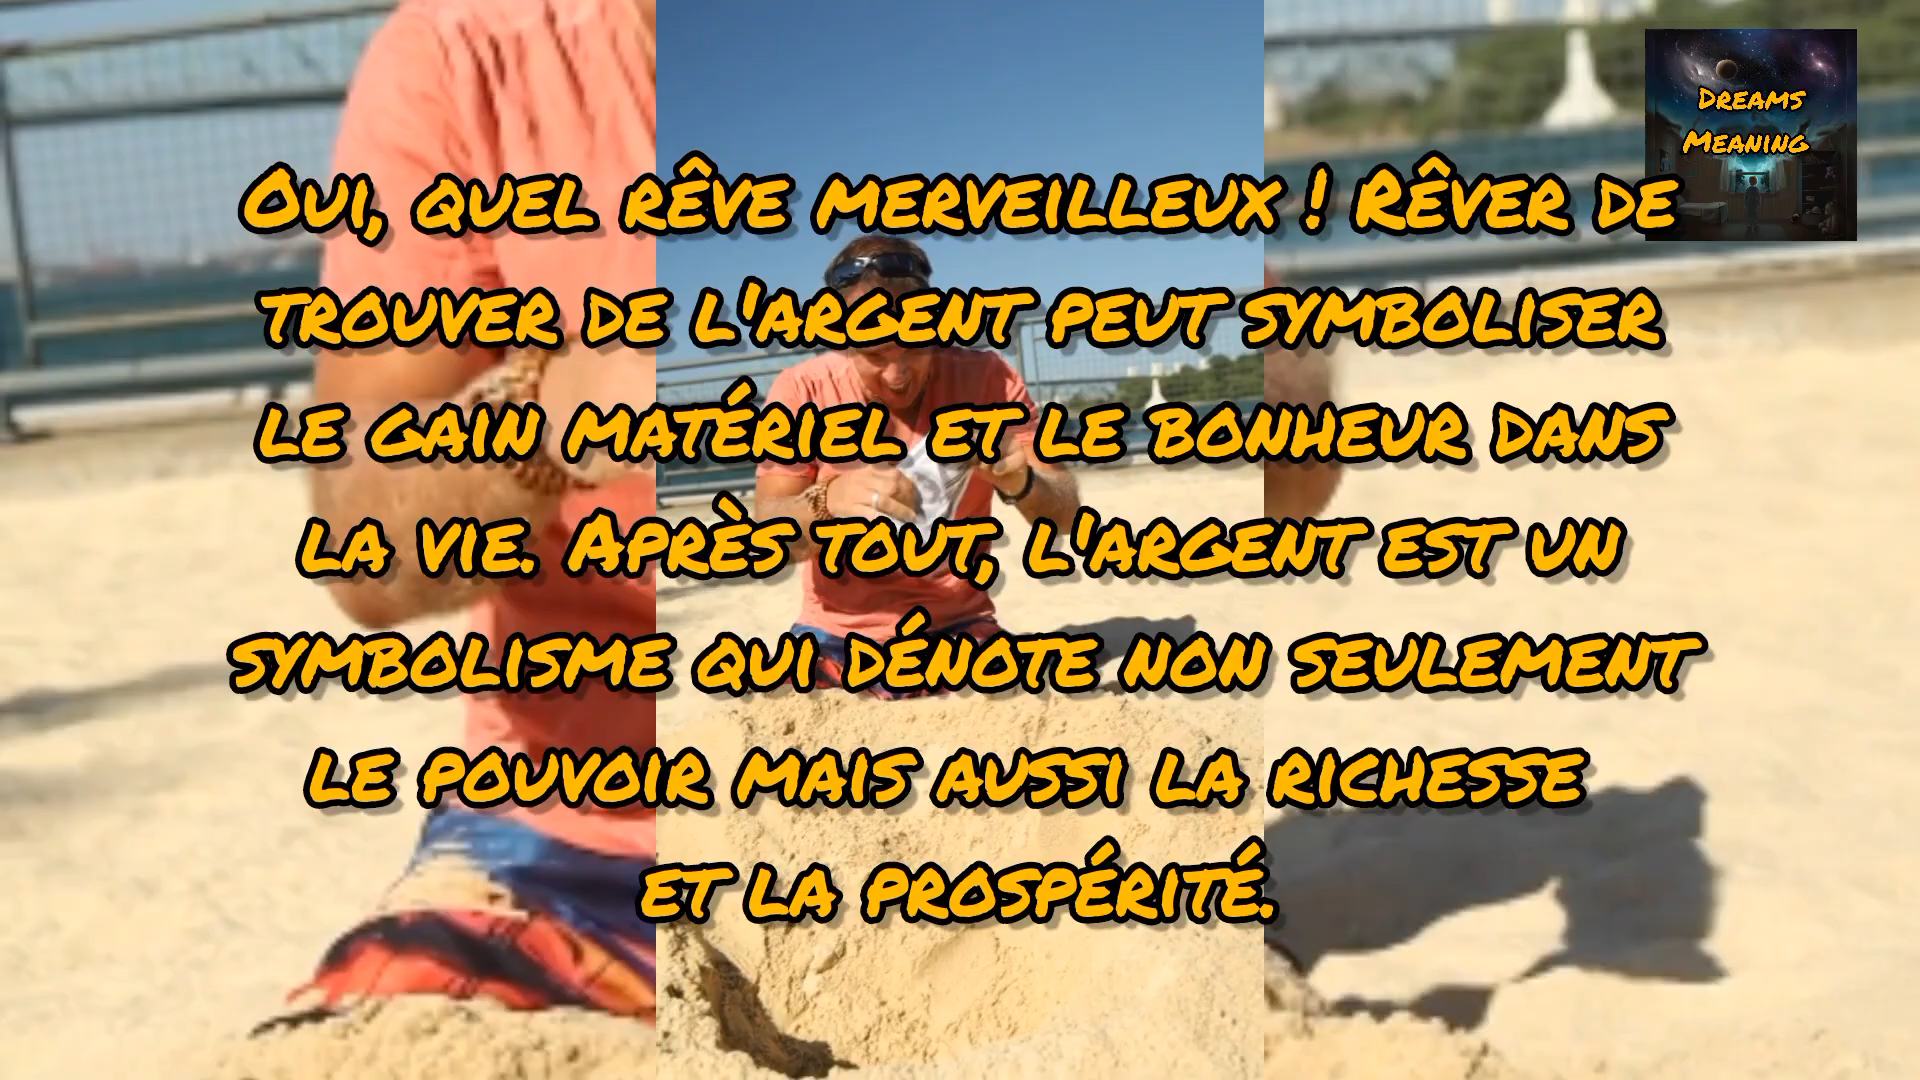 Dreams
Meaning
Oui, quel rêve merveilleux ! Rêver de
trouver de l'argent peut symboliser
le gain matériel et le bonheur dans
la vie. Après tout, l'argent est un
symbolisme qui dénote non seulement
le pouvoir mais aussi la richesse
et la prospérité.